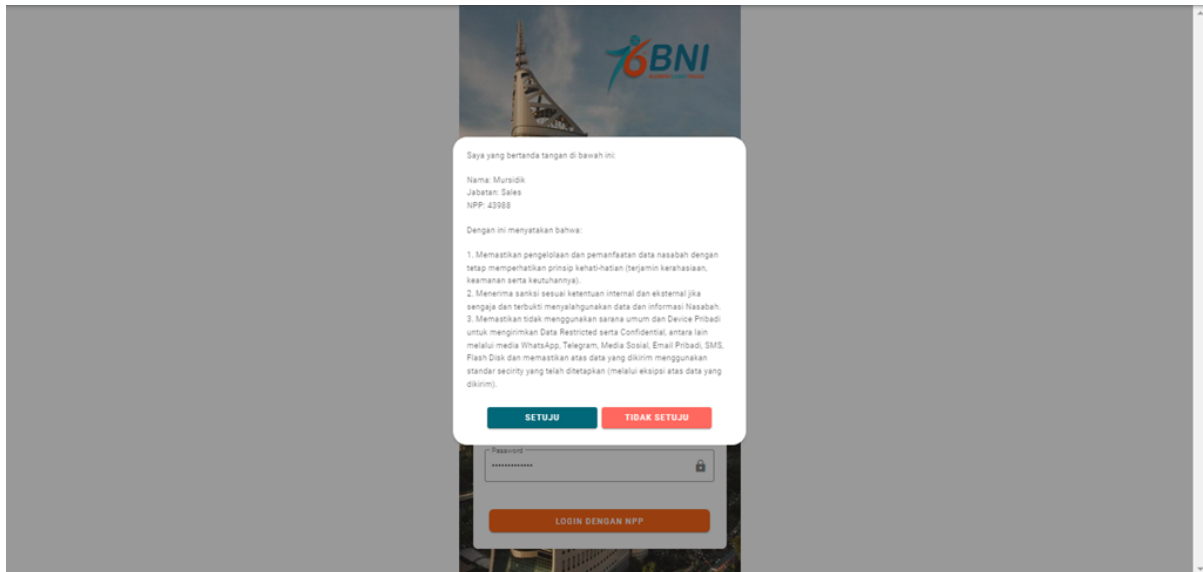 76BNI
Saya yang bertanda tangan di bawah ini:
Nama: Mursidik
Jabatan: Sales
NPP: 43988
Dengan ini menyatakan bahwa:
1. Memastikan pengelolaan dan pemanfaatan data nasabah dengan
tetap memperhatikan prinsip kehati-hatian (terjamin kerahasiaan,
keamanan serta keutuhannya).
2. Menerima sanksi sesuai ketentuan internal dan eksternal jika
sengaja dan terbukti menyalahgunakan data dan informasi Nasabah.
3. Memastikan tidak menggunakan sarana umum dan Device Pribadi
untuk mengirimkan Data Restricted serta Confidential, antara lain
melalui media WhatsApp, Telegram, Media Sosial, Email Pribadi, SMS,
Flash Disk dan memastikan atas data yang dikirim menggunakan
standar secirity yang telah ditetapkan (melalui eksipsi atas data yang
dikirim).
SETUJU TIDAK SETUJU
Password
LOGIN DENGAN NPP